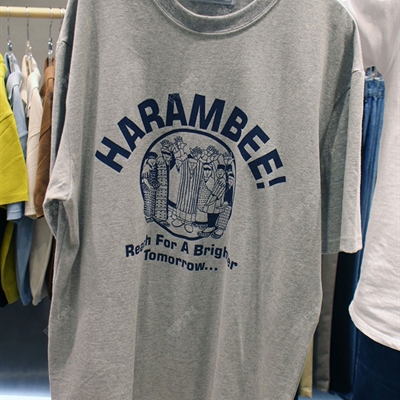 HARAMBEE!
Reach For A Brighter
Tomorrow...